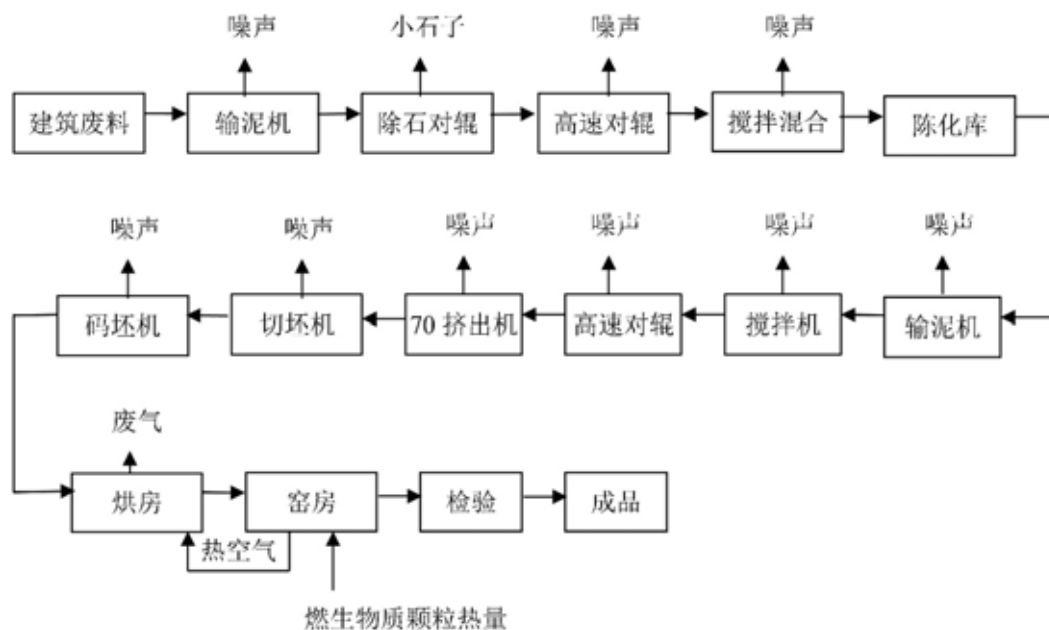 噪声 小石子 噪声 噪声
建筑废料 输泥机 除石对辊 高速对辊 搅拌混合 陈化库
噪声 噪声 噪声 噪声 噪声 噪声
码坯机 切坯机 70挤出机 高速对辊 搅拌机 输泥机
废气
烘房 窑房 检验 成品
热空气
燃生物质颗粒热量